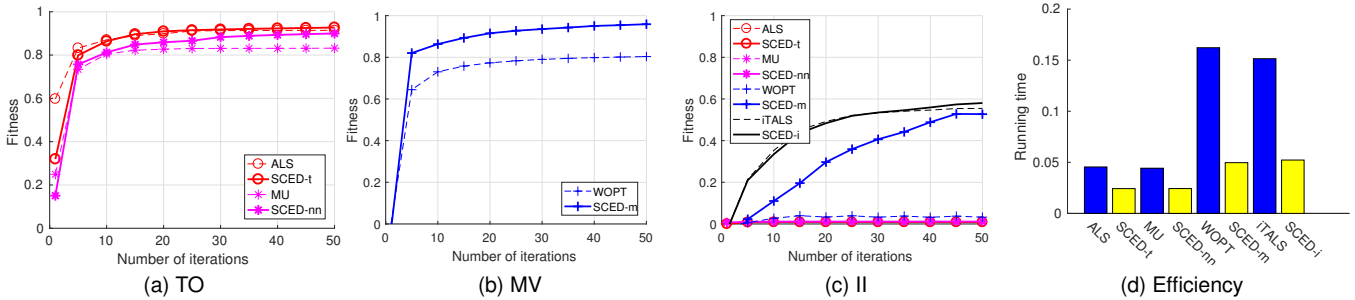 1
0.8
0.6
0.4
0.2
0
Fitness
0 10 20 30 40 50
Number of iterations
ALS
SCED-t
MU
SCED-nn
(a) TO
1
0.8
0.6
0.4
0.2
0
Fitness
0 10 20 30 40 50
Number of iterations
WOPT
SCED-m
(b) MV
1
0.8
0.6
0.4
0.2
0
Fitness
0 10 20 30 40 50
Number of iterations
ALS
SCED-t
MU
SCED-nn
WOPT
SCED-m
iTALS
SCED-i
(c) II
0.2
0.15
0.1
0.05
0
Running time
ALS
SCED-t
MU
SCED-nn
WOPT
SCED-m
iTALS
SCED-i
(d) Efficiency